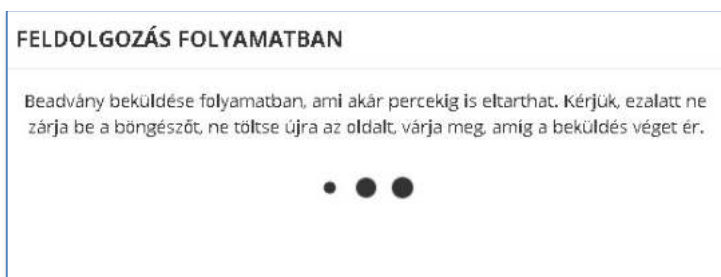 FELDOLGOZÁS FOLYAMATBAN
Beadvány beküldése folyamatban, ami akár percekig is eltarthat. Kérjük, ezalatt ne
zárja be a böngészőt, ne töltse újra az oldalt, várja meg, amíg a beküldés véget ér.